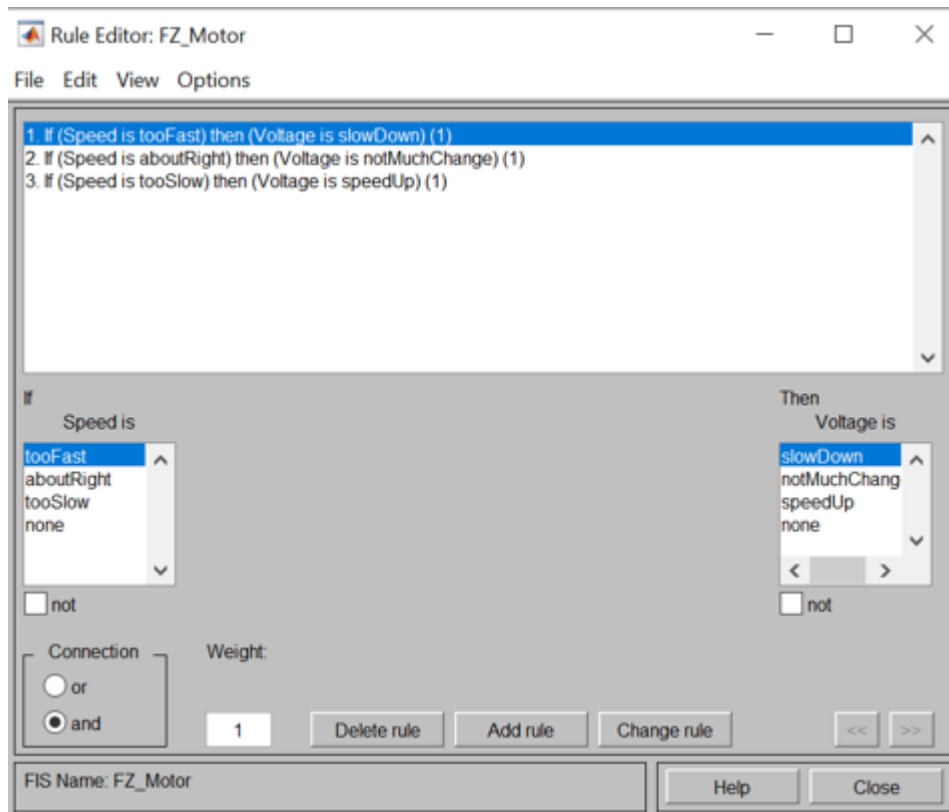 Rule Editor: FZ_Motor
File Edit View Options
1. If (Speed is tooFast) then (Voltage is slowDown) (1)
2. If (Speed is aboutRight) then (Voltage is notMuchChange) (1)
3. If (Speed is tooSlow) then (Voltage is speedUp) (1)
If
Speed is
tooFast
aboutRight
tooSlow
none
not
Then
Voltage is
slowDown
notMuchChang
speedUp
none
not
Connection
or
and
Weight:
1
Delete rule
Add rule
Change rule
<<
>>
FIS Name: FZ_Motor
Help
Close